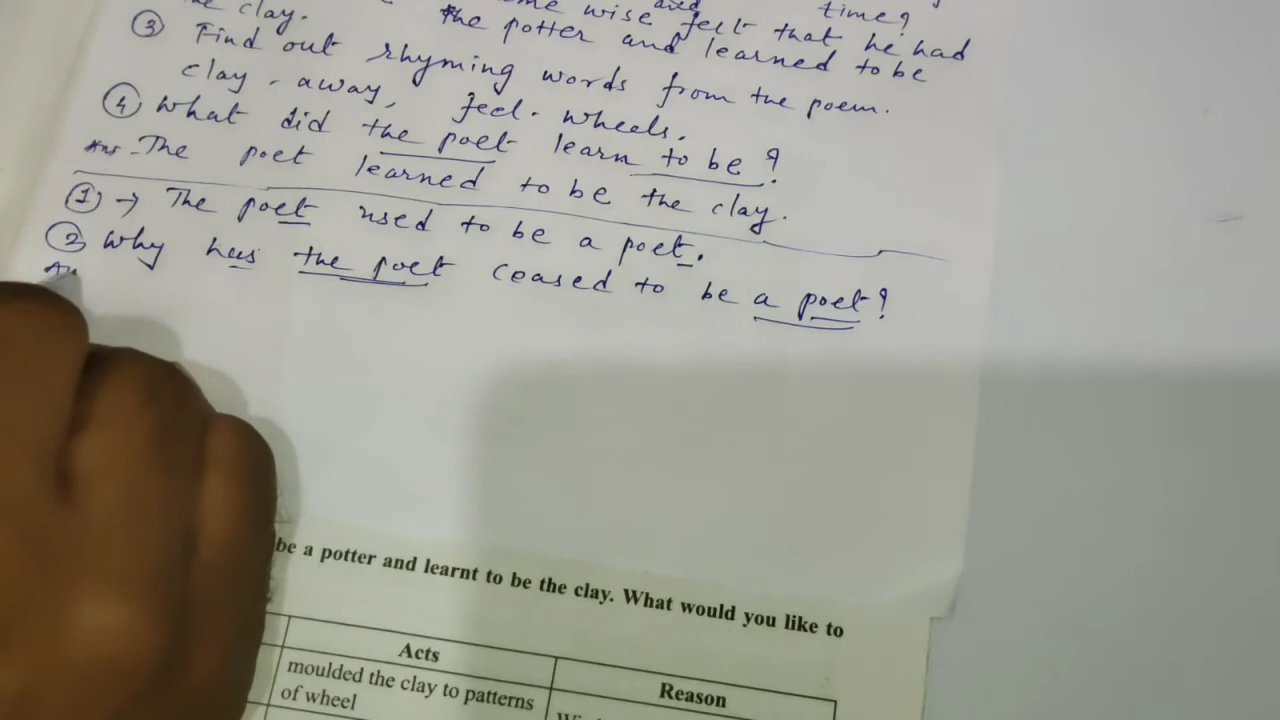 wise felt that he had time?
the clay. the potter and learned to be
③ Find out rhyming words from the poem.
clay - away, feel - wheels.
④ What did the poet learn to be?
Ans - The poet learned to be the clay.
① → The poet used to be a poet.
② Why has the poet ceased to be a poet?
be a potter and learnt to be the clay. What would you like to
Acts Reason
moulded the clay to patterns
of wheel